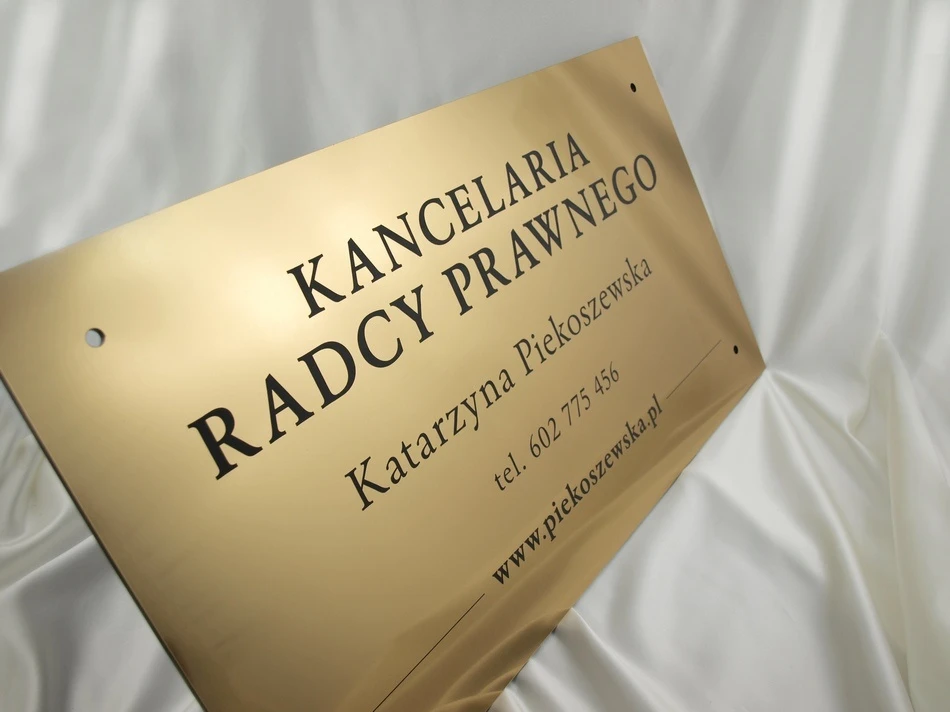 KANCELARIA
RADCY PRAWNEGO
Katarzyna Piekoszewska
tel. 602 775 456
www.piekoszewska.pl